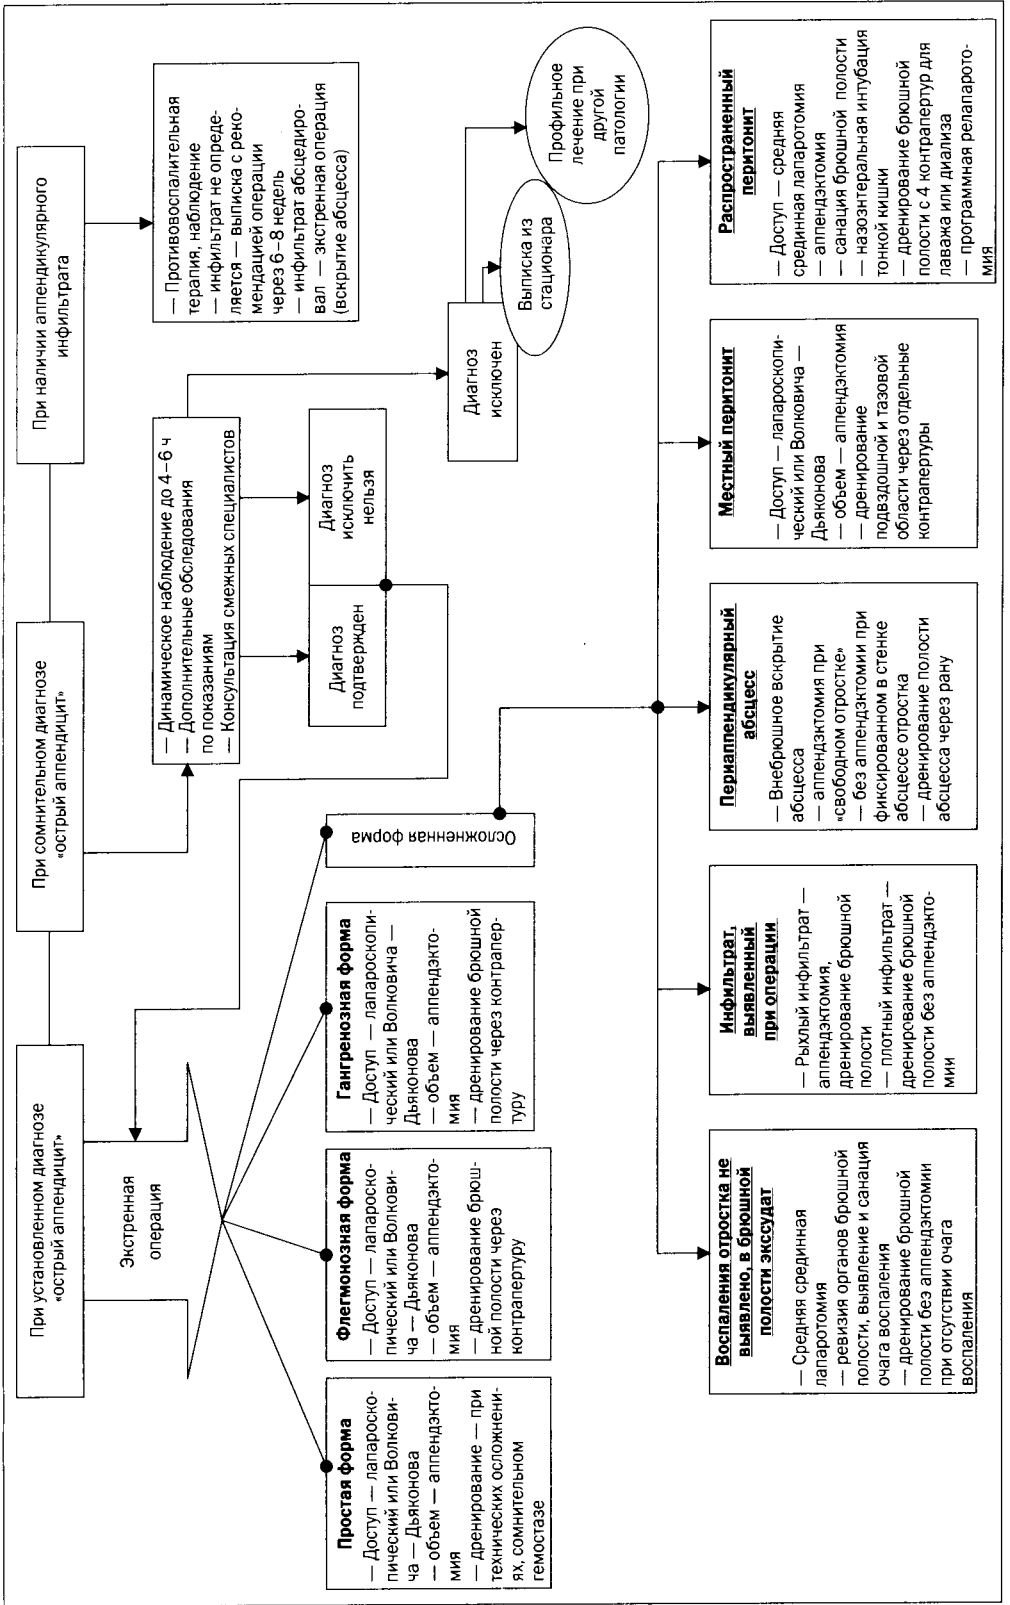 При установленном диагнозе
«острый аппендицит»
При сомнительном диагнозе
«острый аппендицит»
При наличии аппендикулярного
инфильтрата
Экстренная
операция
— Динамическое наблюдение до 4–6 ч
— Дополнительные обследования
по показаниям
— Консультация смежных специалистов
— Противовоспалительная
терапия, наблюдение
— инфильтрат не опреде-
ляется — выписка с реко-
мендацией операции
через 6–8 недель
— инфильтрат абсцедиро-
вал — экстренная операция
(вскрытие абсцесса)
Диагноз
подтвержден
Диагноз
исключить
нельзя
Диагноз
исключен
Выписка из
стационара
Профильное
лечение при
другой
патологии
Простая форма
— Доступ — лапароско-
пический или Волкови-
ча — Дьяконова
— объем — аппендэкто-
мия
— дренирование — при
технических осложнени-
ях, сомнительном
гемостазе
Флегмонозная форма
— Доступ — лапароско-
пический или Волкови-
ча — Дьяконова
— объем — аппендэкто-
мия
— дренирование брюш-
ной полости через
контрапертуру
Гангренозная форма
— Доступ — лапароскопи-
ческий или Волковича —
Дьяконова
— объем — аппендэкто-
мия
— дренирование брюшной
полости через контрапер-
туру
Осложненная форма
Воспаления отростка не
выявлено, в брюшной
полости эксудат
— Средняя срединная
лапаротомия
— ревизия органов брюшной
полости, выявление и санация
очага воспаления
— дренирование брюшной
полости без аппендэктомии
при отсутствии очага
воспаления
Инфильтрат,
выявленный
при операции
— Рыхлый инфильтрат —
аппендэктомия,
дренирование брюшной
полости
— плотный инфильтрат —
дренирование брюшной
полости без аппендэкто-
мии
Периаппендикулярный
абсцесс
— Внебрюшное вскрытие
абсцесса
— аппендэктомия при
«свободном отростке»
— без аппендэктомии при
фиксированном в стенке
абсцессе отростка
— дренирование полости
абсцесса через рану
Местный перитонит
— Доступ — лапароскопи-
ческий или Волковича —
Дьяконова
— объем — аппендэктомия
— дренирование
подвздошной и тазовой
области через отдельные
контрапертуры
Распространенный
перитонит
— Доступ — средняя
срединная лапаротомия
— аппендэктомия
— санация брюшной полости
— назоэнтеральная интубация
тонкой кишки
— дренирование брюшной
полости с 4 контрапертур для
лаважа или диализа
— программная релапарото-
мия